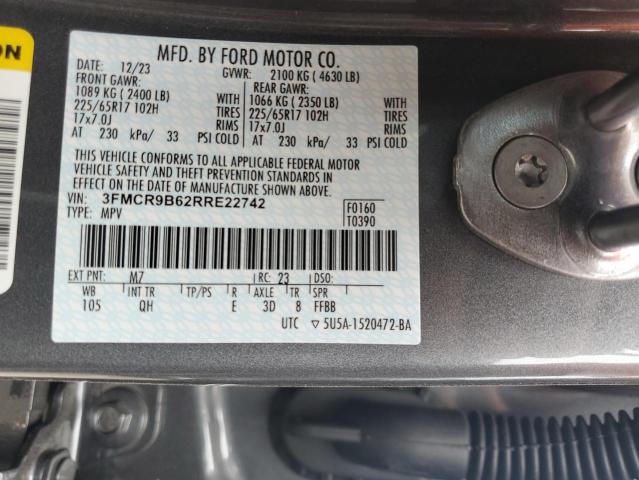 ON
MFD. BY FORD MOTOR CO.
DATE: 12/23 GVWR: 2100 KG ( 4630 LB)
FRONT GAWR: REAR GAWR:
1089 KG ( 2400 LB) WITH 1066 KG ( 2350 LB) WITH
225/65R17 102H TIRES 225/65R17 102H TIRES
17x7.0J RIMS 17x7.0J RIMS
AT 230 kPa/ 33 PSI COLD AT 230 kPa/ 33 PSI COLD
THIS VEHICLE CONFORMS TO ALL APPLICABLE FEDERAL MOTOR
VEHICLE SAFETY AND THEFT PREVENTION STANDARDS IN EFFECT ON
THE DATE OF MANUFACTURE SHOWN ABOVE.
VIN: 3FMCR9B62RRE22742 F0160
TYPE: MPV T0390
EXT PNT: M7 RC: 23 DSO:
WB INT TR TP/PS R AXLE TR SPR
105 QH E 3D 8 FFBB
UTC ▽ 5U5A-1520472-BA